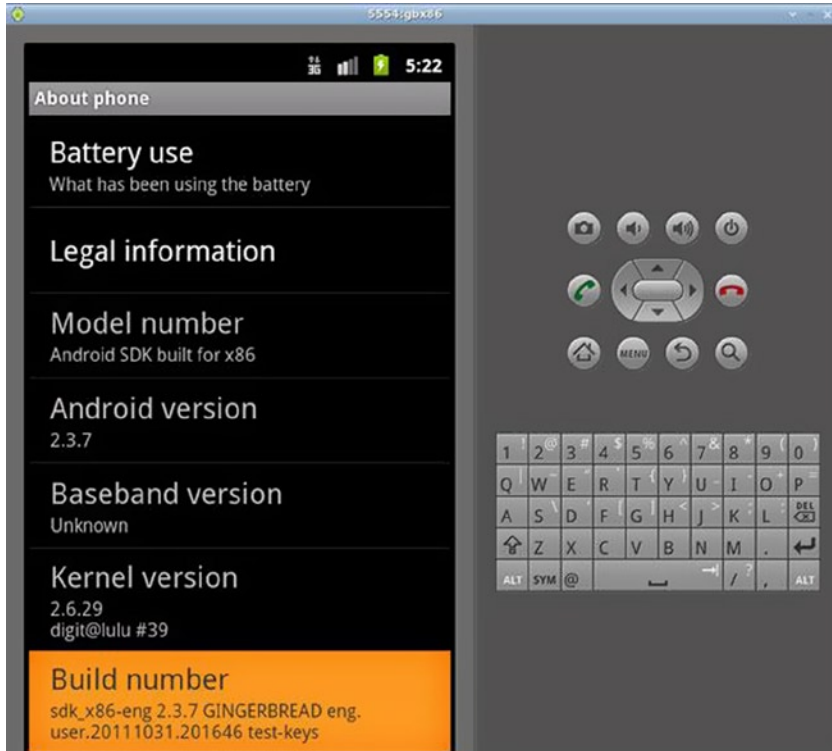 5554:gbx86
3G 5:22
About phone
Battery use
What has been using the battery
Legal information
Model number
Android SDK built for x86
Android version
2.3.7
Baseband version
Unknown
Kernel version
2.6.29
digit@lulu #39
Build number
sdk_x86-eng 2.3.7 GINGERBREAD eng.
user.20111031.201646 test-keys
MENU
1 ! 2 @ 3 # 4 $ 5 % 6 ^ 7 & 8 * 9 ( 0 )
Q | W ~ E " R ` T { Y } U - I - O + P =
A S \ D ' F [ G ] H < J > K ; L : DEL
Z X C V B N M .
ALT SYM @ / ? , ALT